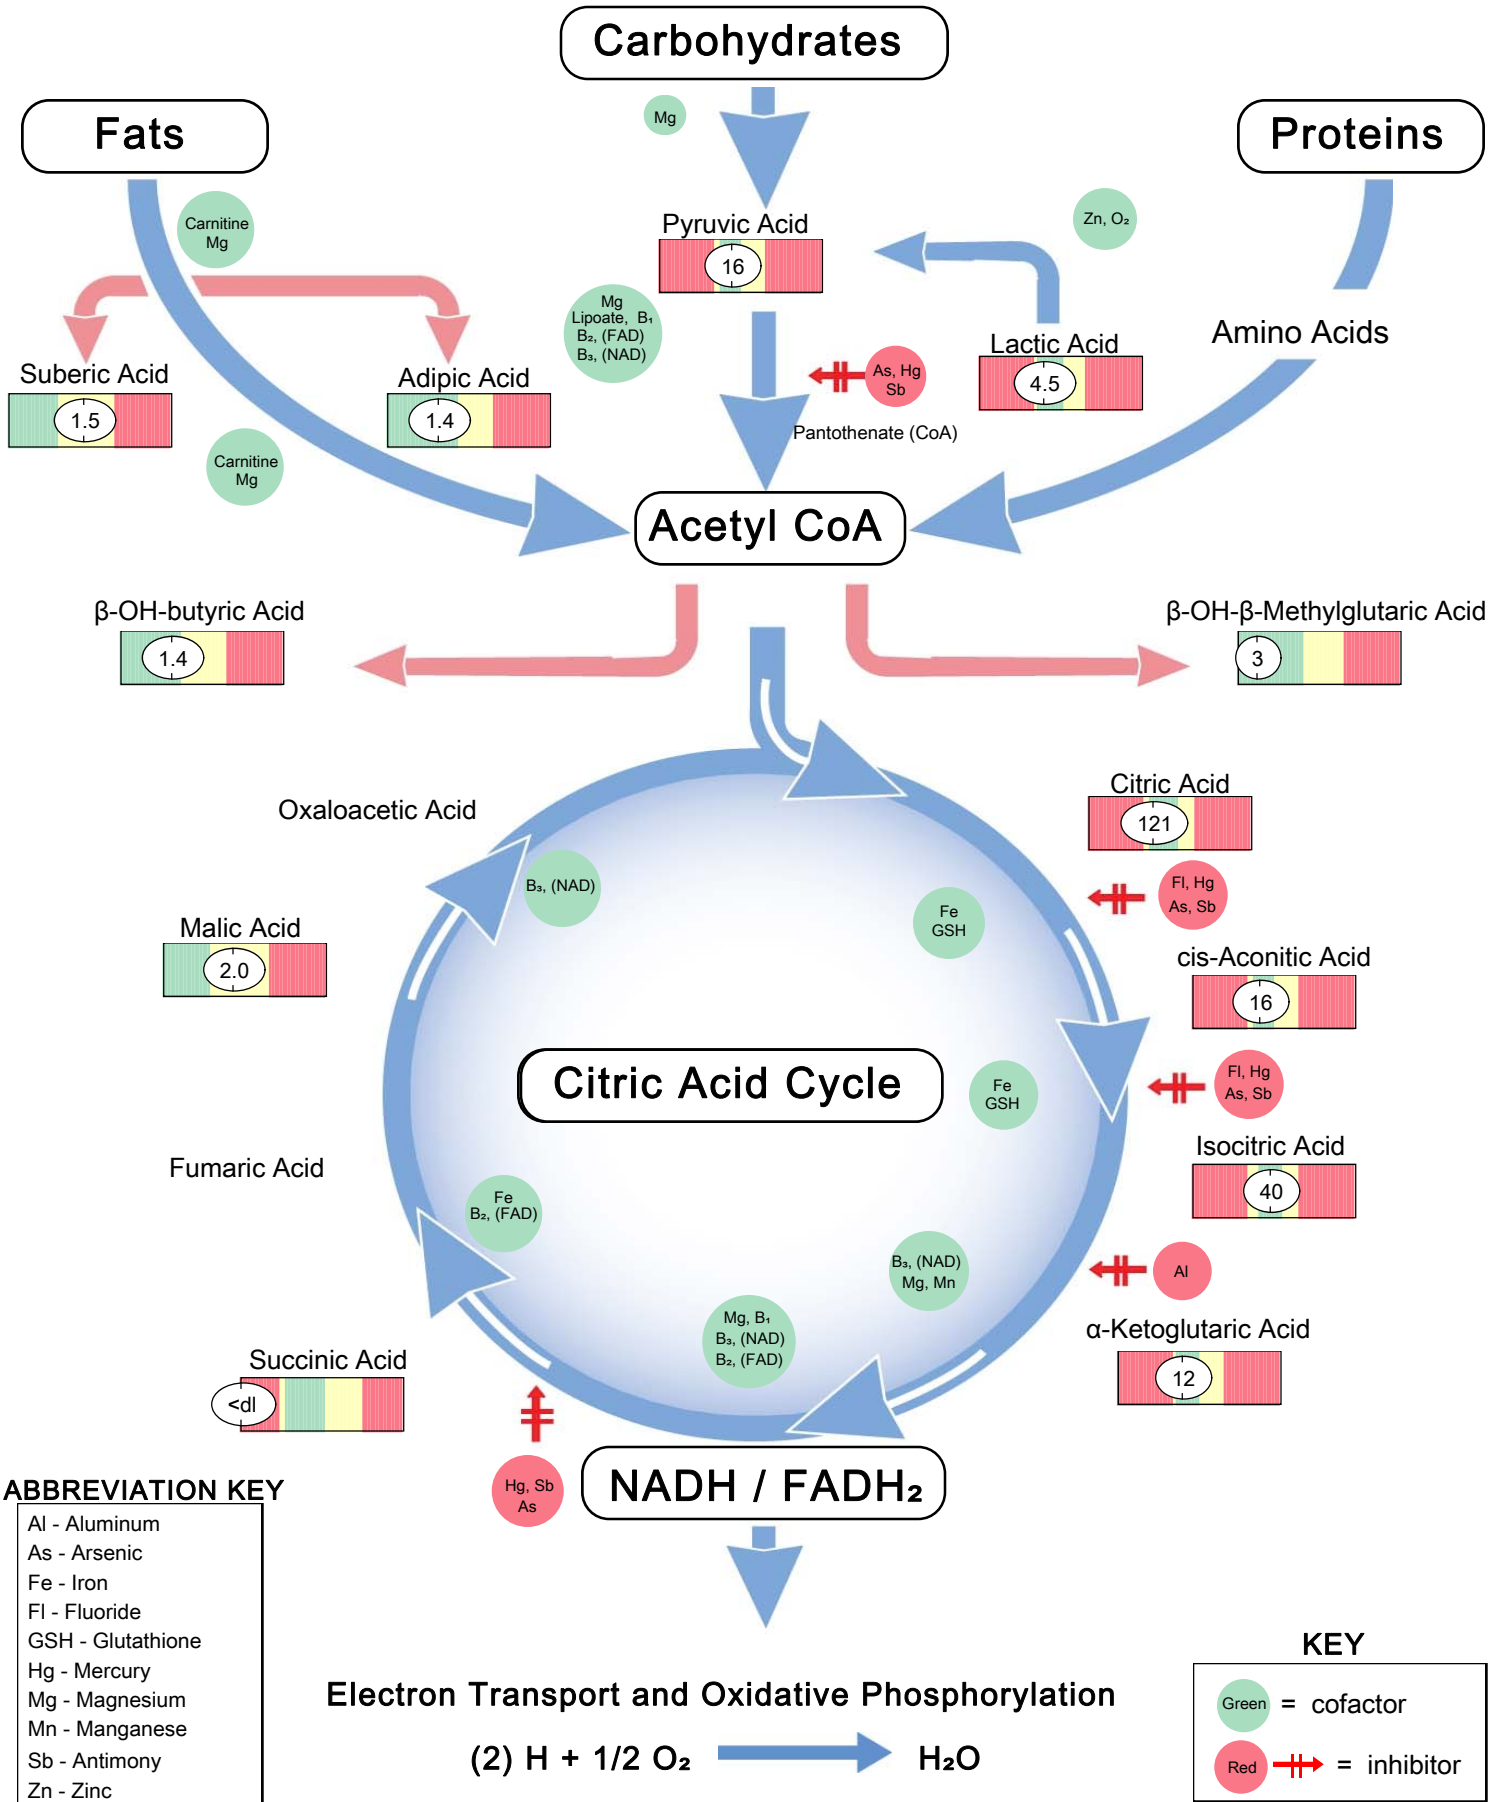 Carbohydrates
Fats
Proteins
Mg
Carnitine
Mg
Zn, O₂
Pyruvic Acid
16
Mg
Lipoate, B₁
B₂, (FAD)
B₃, (NAD)
As, Hg
Sb
Lactic Acid
4.5
Amino Acids
Suberic Acid
1.5
Adipic Acid
1.4
Pantothenate (CoA)
Carnitine
Mg
Acetyl CoA
β-OH-butyric Acid
1.4
β-OH-β-Methylglutaric Acid
3
Oxaloacetic Acid
Citric Acid
121
B₃, (NAD)
Fe
GSH
Fl, Hg
As, Sb
Malic Acid
2.0
cis-Aconitic Acid
16
Citric Acid Cycle
Fe
GSH
Fl, Hg
As, Sb
Isocitric Acid
40
Fumaric Acid
Fe
B₂, (FAD)
B₃, (NAD)
Mg, Mn
Al
Mg, B₁
B₃, (NAD)
B₂, (FAD)
α-Ketoglutaric Acid
12
Succinic Acid
<dl
Hg, Sb
As
NADH / FADH₂
ABBREVIATION KEY
Al - Aluminum
As - Arsenic
Fe - Iron
Fl - Fluoride
GSH - Glutathione
Hg - Mercury
Mg - Magnesium
Mn - Manganese
Sb - Antimony
Zn - Zinc
Electron Transport and Oxidative Phosphorylation
(2) H + 1/2 O₂ H₂O
KEY
Green = cofactor
Red = inhibitor